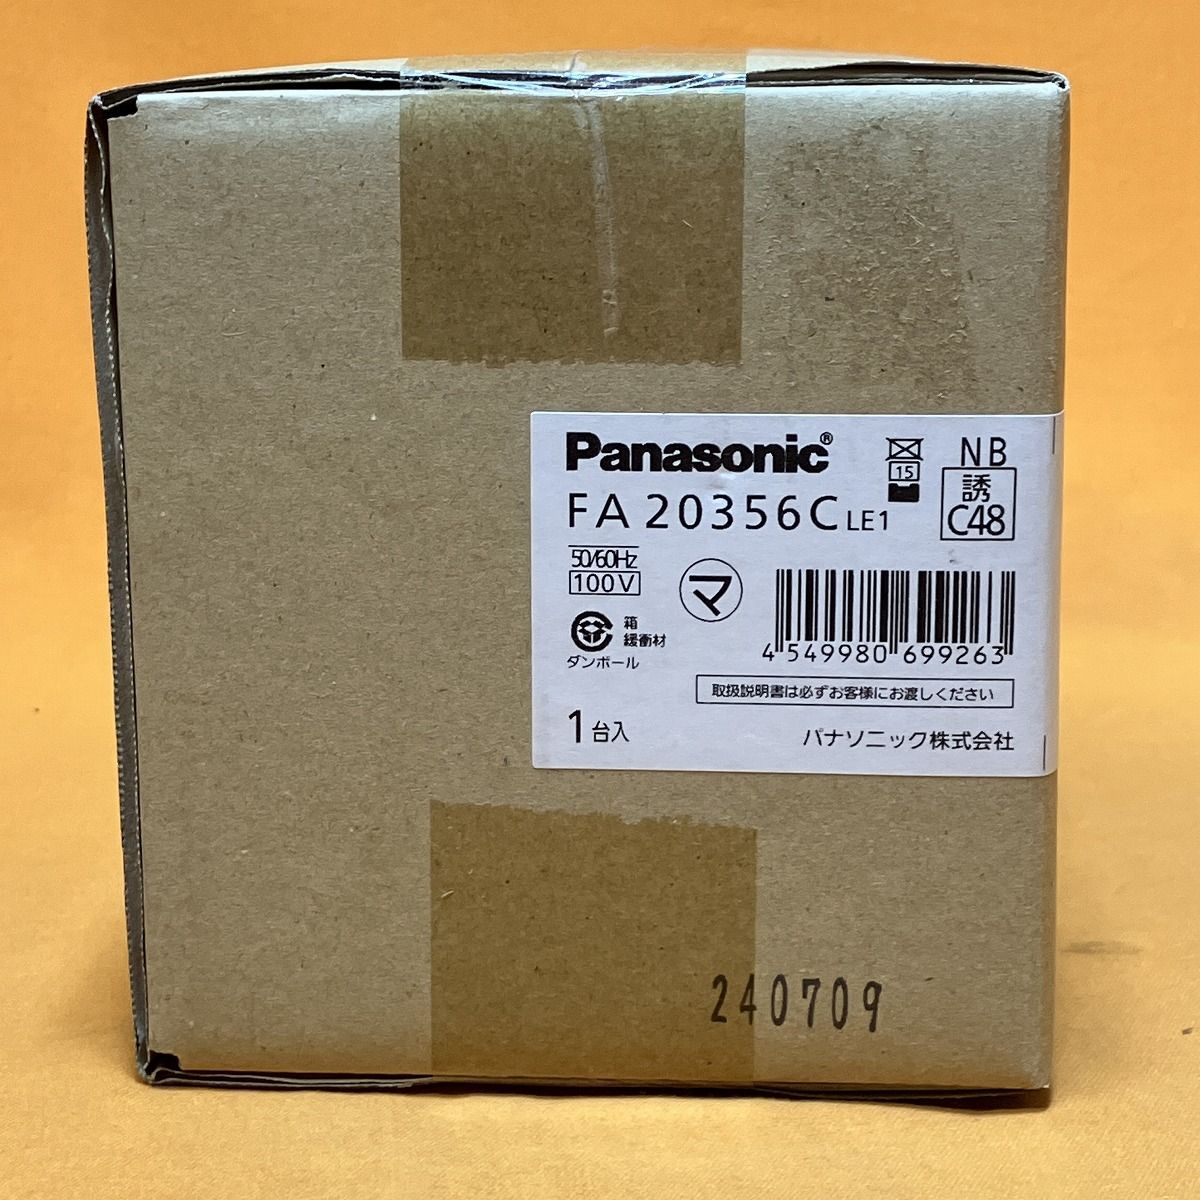 Panasonic®
NB
15
誘
C48
FA 20356C LE1
50/60Hz
100V
マ
箱
緩衝材
ダンボール
4 549980 699263
取扱説明書は必ずお客様にお渡しください
1台入
パナソニック株式会社
240709